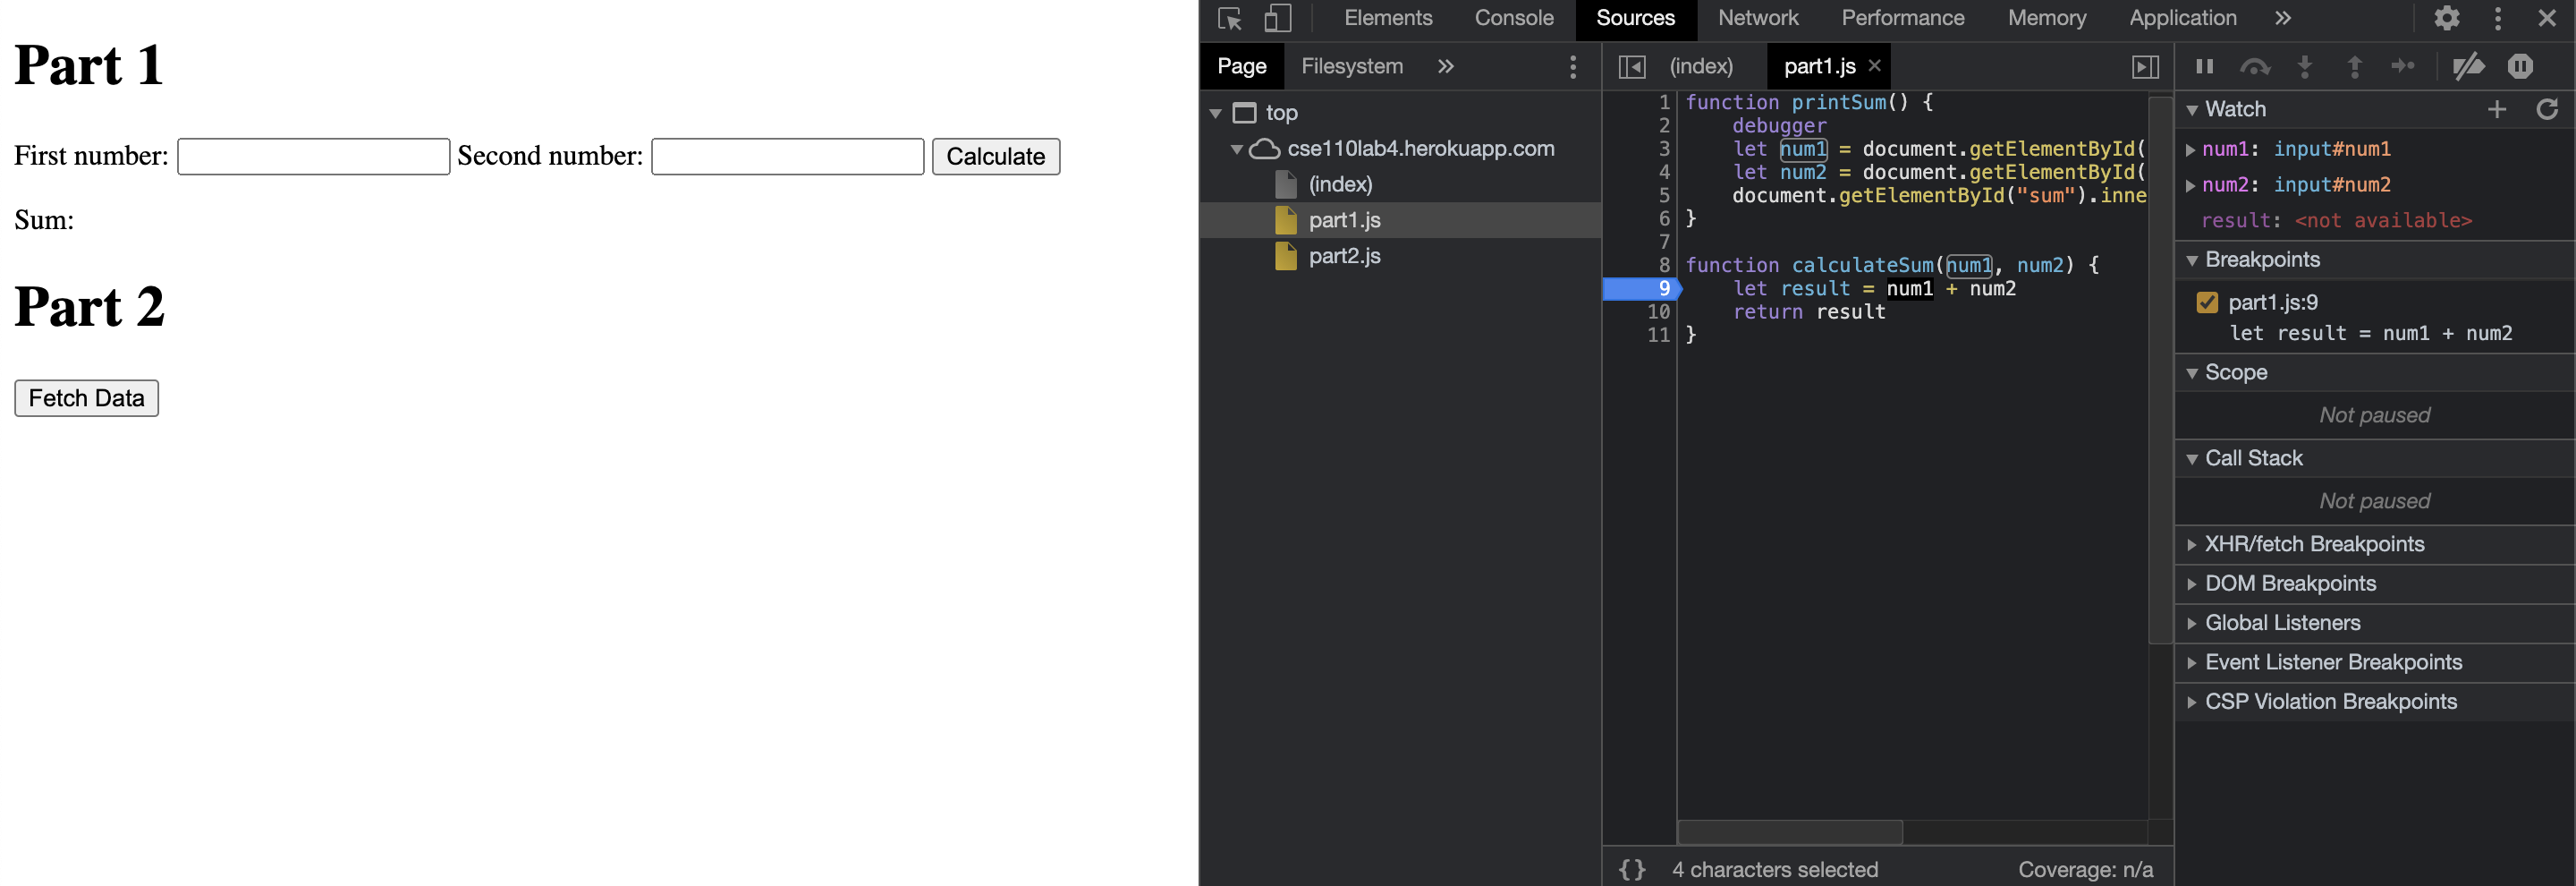 Part 1
First number: Second number: Calculate
Sum:
Part 2
Fetch Data
Elements Console Sources Network Performance Memory Application »
Page Filesystem »
top
cse110lab4.herokuapp.com
(index)
part1.js
part2.js
(index) part1.js ×
1 function printSum() {
2 debugger
3 let num1 = document.getElementById(
4 let num2 = document.getElementById(
5 document.getElementById("sum").inne
6 }
7
8 function calculateSum(num1, num2) {
9 let result = num1 + num2
10 return result
11 }
{} 4 characters selected Coverage: n/a
Watch
num1: input#num1
num2: input#num2
result: <not available>
Breakpoints
part1.js:9
let result = num1 + num2
Scope
Not paused
Call Stack
Not paused
XHR/fetch Breakpoints
DOM Breakpoints
Global Listeners
Event Listener Breakpoints
CSP Violation Breakpoints